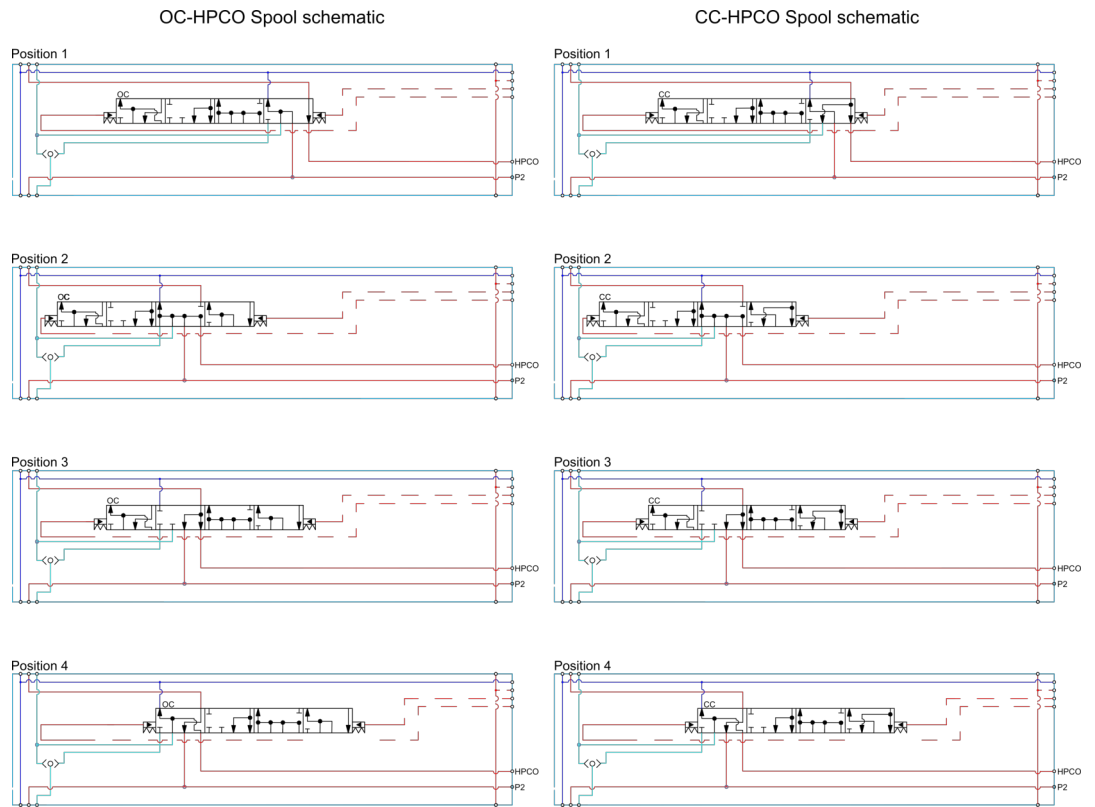 OC-HPCO Spool schematic
CC-HPCO Spool schematic
Position 1
Position 1
OC
CC
HPCO
P2
HPCO
P2
Position 2
Position 2
OC
CC
HPCO
P2
HPCO
P2
Position 3
Position 3
OC
CC
HPCO
P2
HPCO
P2
Position 4
Position 4
OC
CC
HPCO
P2
HPCO
P2